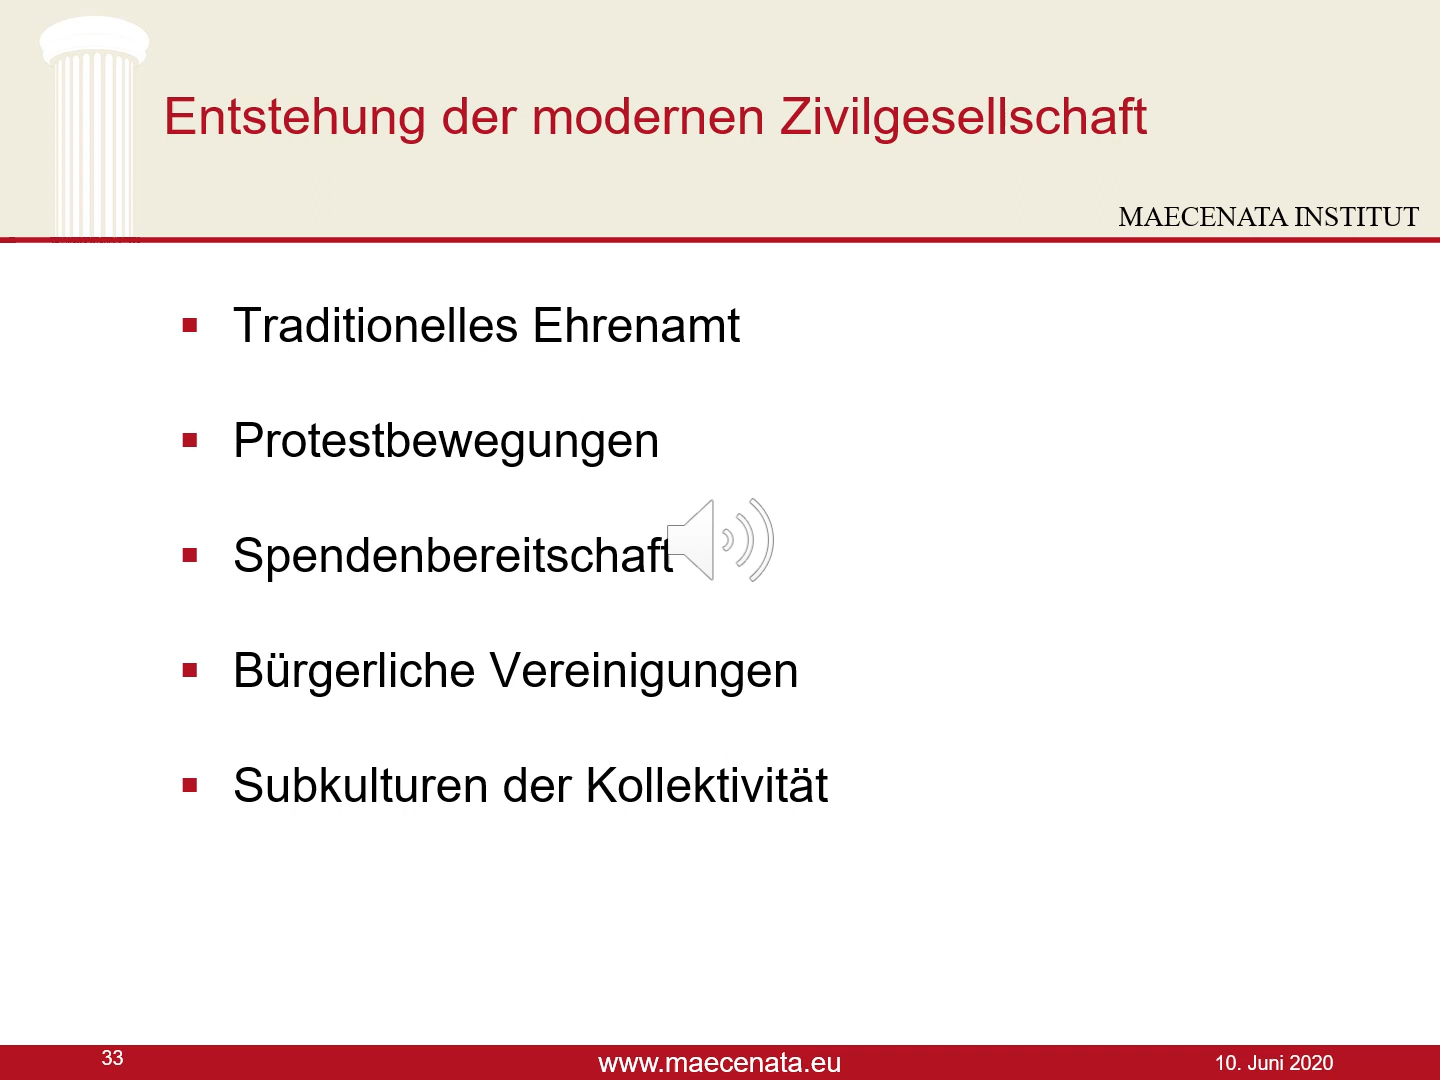 Entstehung der modernen Zivilgesellschaft
MAECENATA INSTITUT
Traditionelles Ehrenamt
Protestbewegungen
Spendenbereitschaft
Bürgerliche Vereinigungen
Subkulturen der Kollektivität
33
www.maecenata.eu
10. Juni 2020